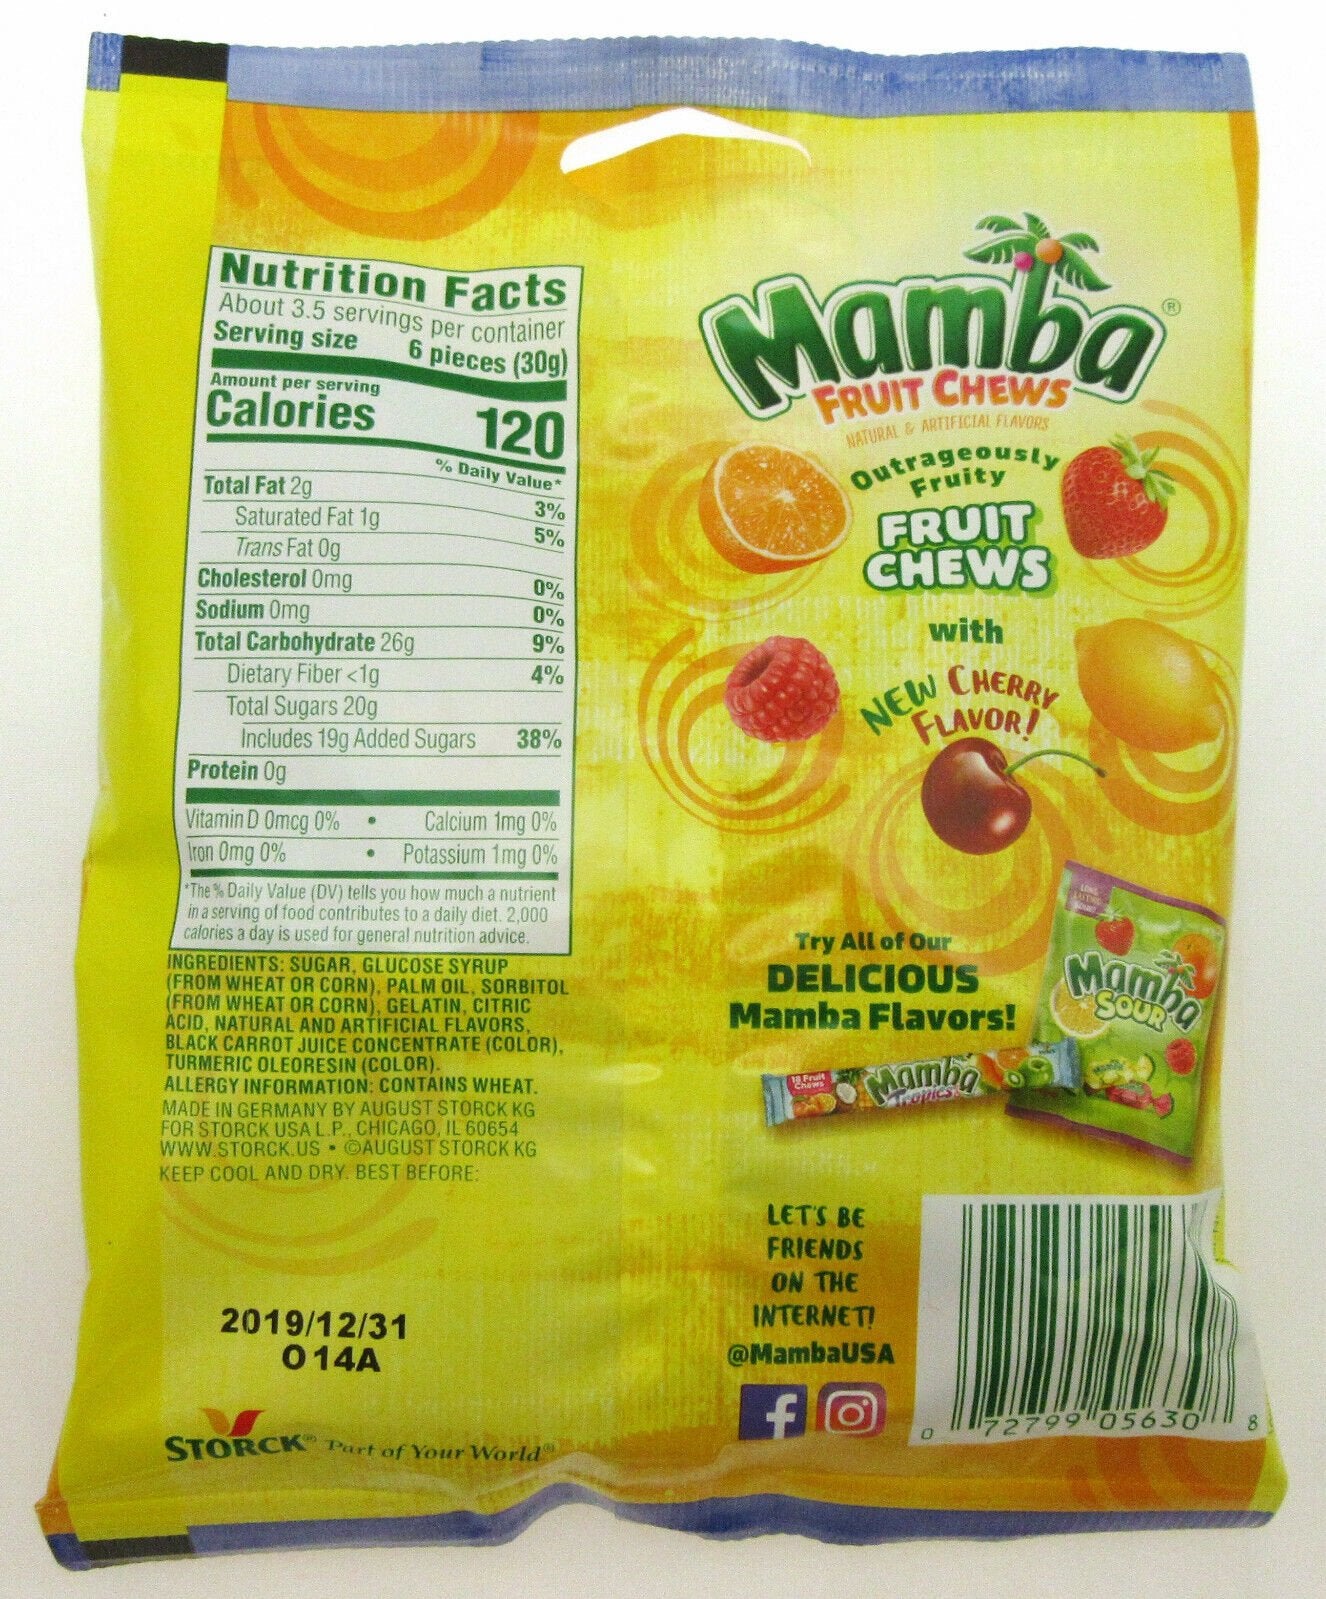 Nutrition Facts
About 3.5 servings per container
Serving size 6 pieces (30g)
Amount per serving
Calories 120
% Daily Value*
Total Fat 2g 3%
Saturated Fat 1g 5%
Trans Fat 0g
Cholesterol 0mg 0%
Sodium 0mg 0%
Total Carbohydrate 26g 9%
Dietary Fiber <1g 4%
Total Sugars 20g
Includes 19g Added Sugars 38%
Protein 0g
Vitamin D 0mcg 0% • Calcium 1mg 0%
Iron 0mg 0% • Potassium 1mg 0%
*The % Daily Value (DV) tells you how much a nutrient
in a serving of food contributes to a daily diet. 2,000
calories a day is used for general nutrition advice.
INGREDIENTS: SUGAR, GLUCOSE SYRUP
(FROM WHEAT OR CORN), PALM OIL, SORBITOL
(FROM WHEAT OR CORN), GELATIN, CITRIC
ACID, NATURAL AND ARTIFICIAL FLAVORS,
BLACK CARROT JUICE CONCENTRATE (COLOR),
TURMERIC OLEORESIN (COLOR).
ALLERGY INFORMATION: CONTAINS WHEAT.
MADE IN GERMANY BY AUGUST STORCK KG
FOR STORCK USA L.P., CHICAGO, IL 60654
WWW.STORCK.US • ©AUGUST STORCK KG
KEEP COOL AND DRY. BEST BEFORE:
2019/12/31
O 14A
STORCK® Part of Your World®
Mamba®
FRUIT CHEWS
NATURAL & ARTIFICIAL FLAVORS
Outrageously
Fruity
FRUIT
CHEWS
with
NEW CHERRY
FLAVOR!
Try All of Our
DELICIOUS
Mamba Flavors!
18 Fruit
Chews
Mamba
Tropics
Mamba
SOUR
LET'S BE
FRIENDS
ON THE
INTERNET!
@MambaUSA
f
0 72799 05630 8